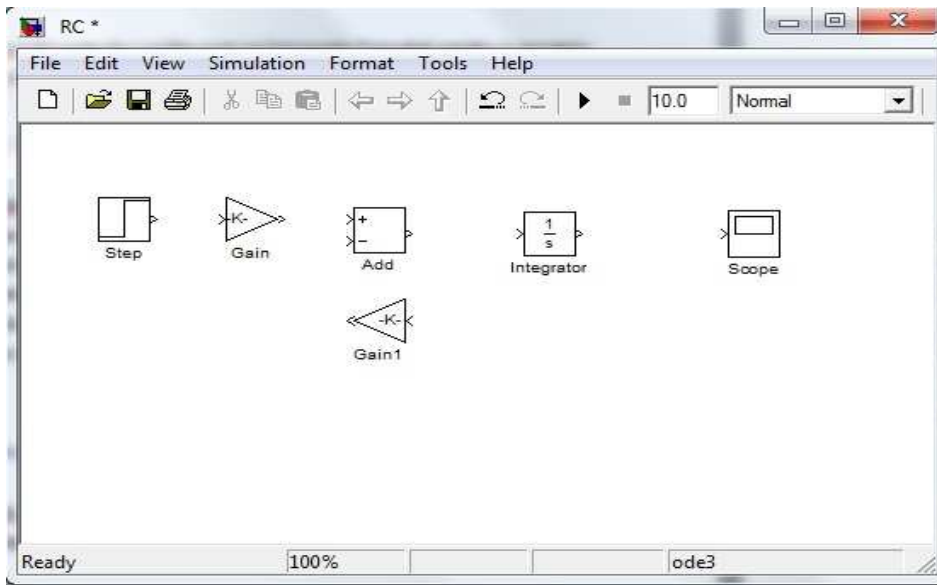 RC *
File Edit View Simulation Format Tools Help
10.0 Normal
-K-
+
−
1
s
Step Gain Add Integrator Scope
-K-
Gain1
Ready 100% ode3